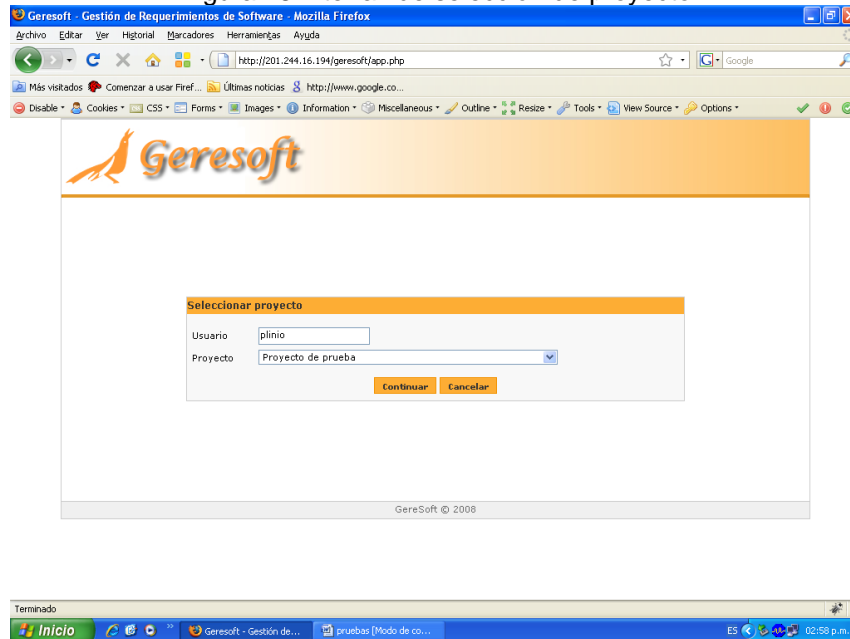 Geresoft - Gestión de Requerimientos de Software - Mozilla Firefox
Archivo Editar Ver Historial Marcadores Herramientas Ayuda
http://201.244.16.194/geresoft/app.php
G Google
Más visitados Comenzar a usar Firef... Últimas noticias http://www.google.co...
Disable Cookies CSS Forms Images Information Miscellaneous Outline Resize Tools View Source Options
Geresoft
Seleccionar proyecto
Usuario plinio
Proyecto Proyecto de prueba
Continuar Cancelar
GereSoft © 2008
Terminado
Inicio » Geresoft - Gestión de... pruebas [Modo de co... ES 02:58 p.m.